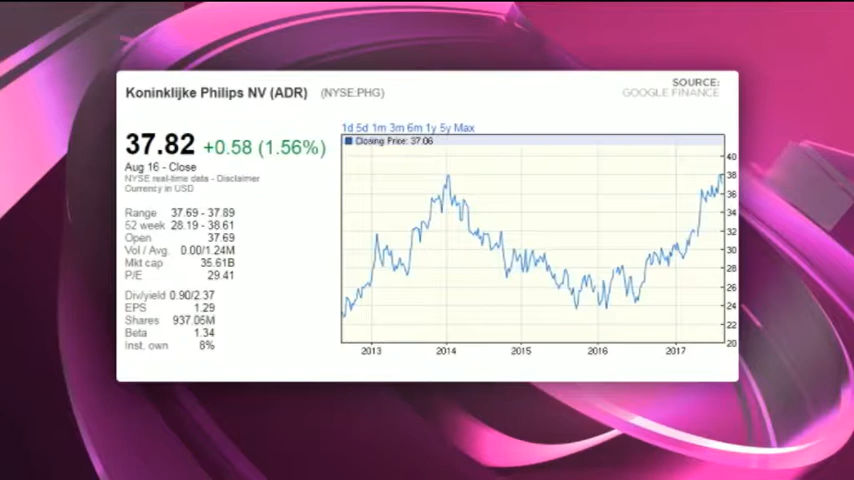 Koninklijke Philips NV (ADR) (NYSE:PHG)
SOURCE:
GOOGLE FINANCE
37.82 +0.58 (1.56%)
Aug 16 - Close
NYSE real-time data - Disclaimer
Currency in USD
Range 37.69 - 37.89
52 week 28.19 - 38.61
Open 37.69
Vol / Avg. 0.00/1.24M
Mkt cap 35.61B
P/E 29.41
Div/yield 0.90/2.37
EPS 1.29
Shares 937.05M
Beta 1.34
Inst. own 8%
1d 5d 1m 3m 6m 1y 5y Max
Closing Price: 37.06
40
38
36
34
32
30
28
26
24
22
20
2013 2014 2015 2016 2017